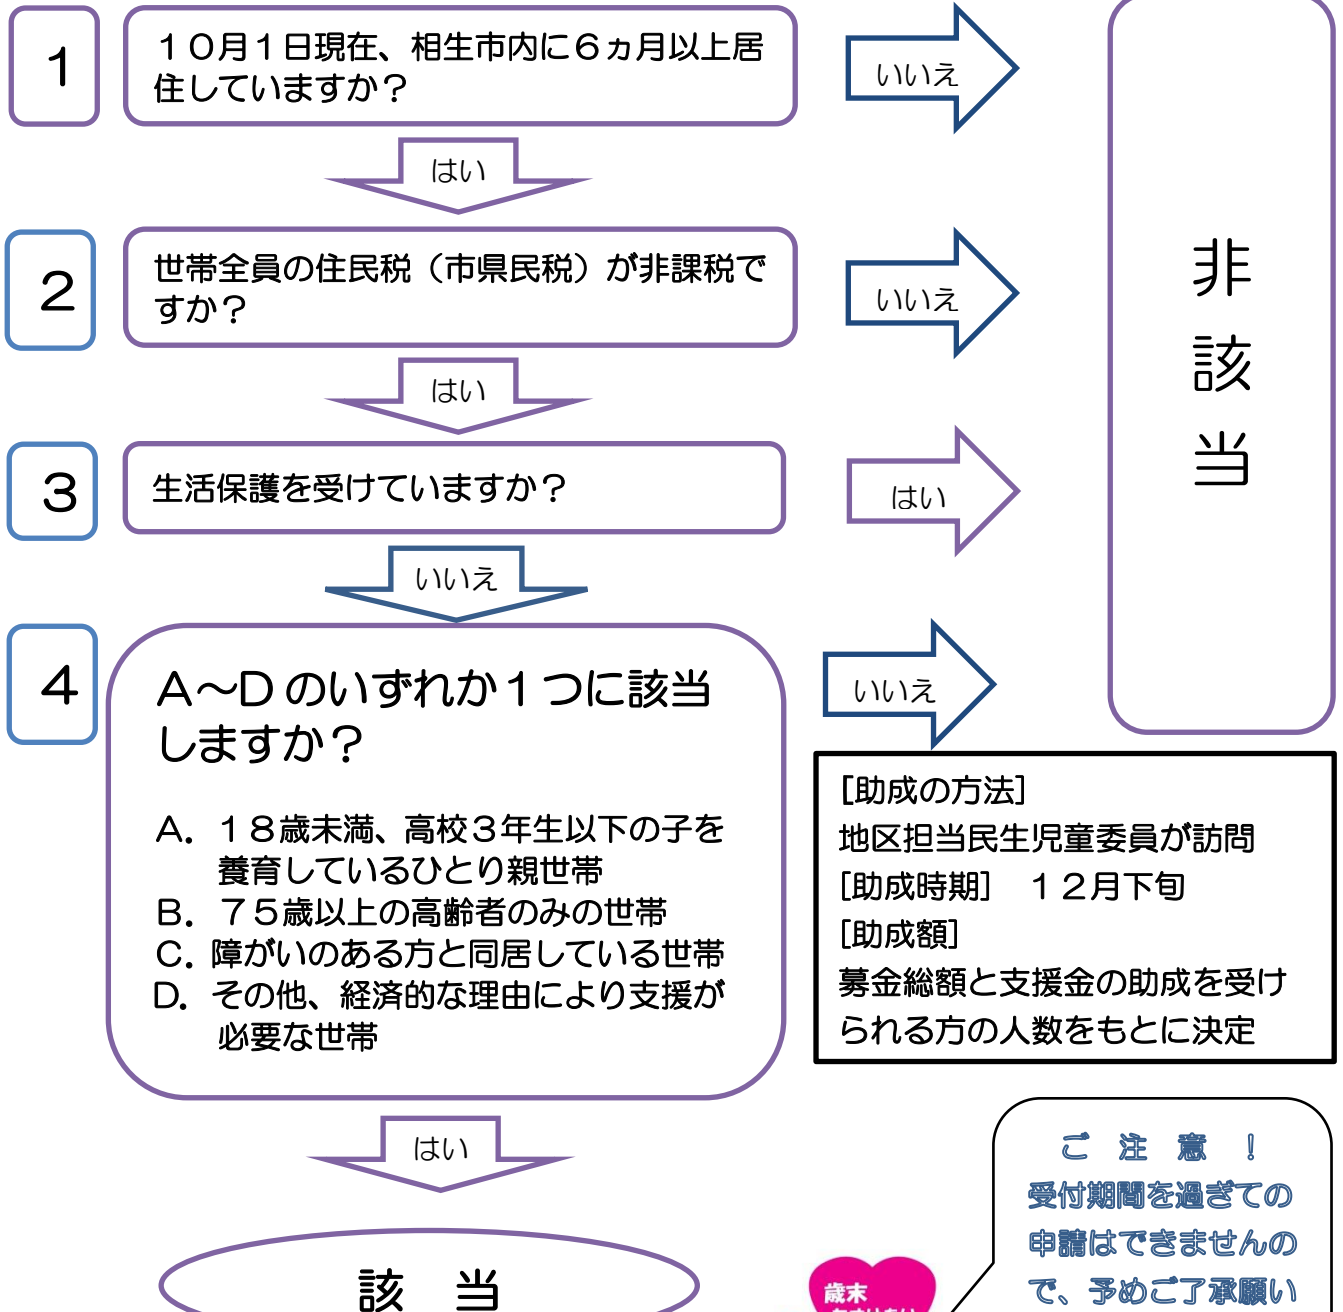 1
１０月１日現在、相生市内に６ヵ月以上居
住していますか？
いいえ
はい
2
世帯全員の住民税（市県民税）が非課税で
すか？
いいえ
はい
3
生活保護を受けていますか？
はい
いいえ
4
Ａ～Ｄのいずれか１つに該当
しますか？
Ａ．１８歳未満、高校３年生以下の子を
養育しているひとり親世帯
Ｂ．７５歳以上の高齢者のみの世帯
Ｃ．障がいのある方と同居している世帯
Ｄ．その他、経済的な理由により支援が
必要な世帯
いいえ
はい
該　当
非
該
当
[助成の方法]
地区担当民生児童委員が訪問
[助成時期]　１２月下旬
[助成額]
募金総額と支援金の助成を受け
られる方の人数をもとに決定
ご　注　意　！
受付期間を過ぎての
申請はできませんの
で、予めご了承願い
歳末